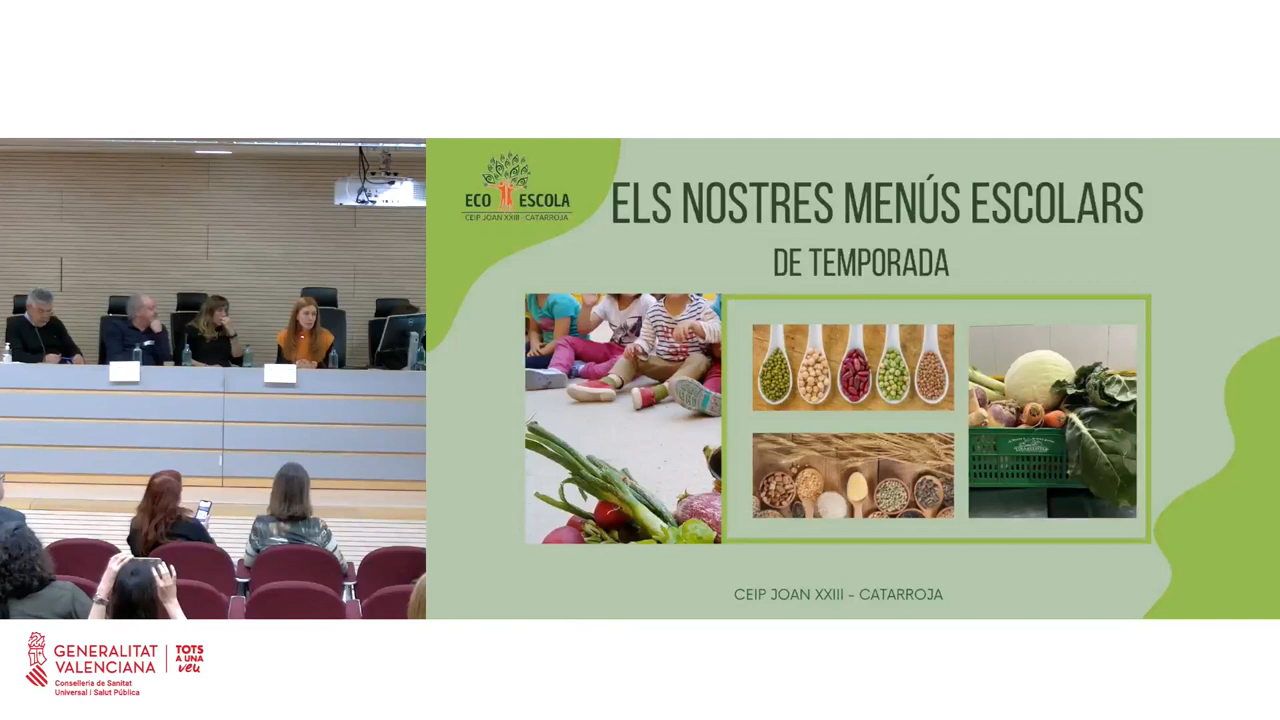 ECO ESCOLA
CEIP JOAN XXIII - CATARROJA
ELS NOSTRES MENÚS ESCOLARS
DE TEMPORADA
CEIP JOAN XXIII - CATARROJA
GENERALITAT
VALENCIANA
Conselleria de Sanitat
Universal i Salut Pública
TOTS
A UNA
veu